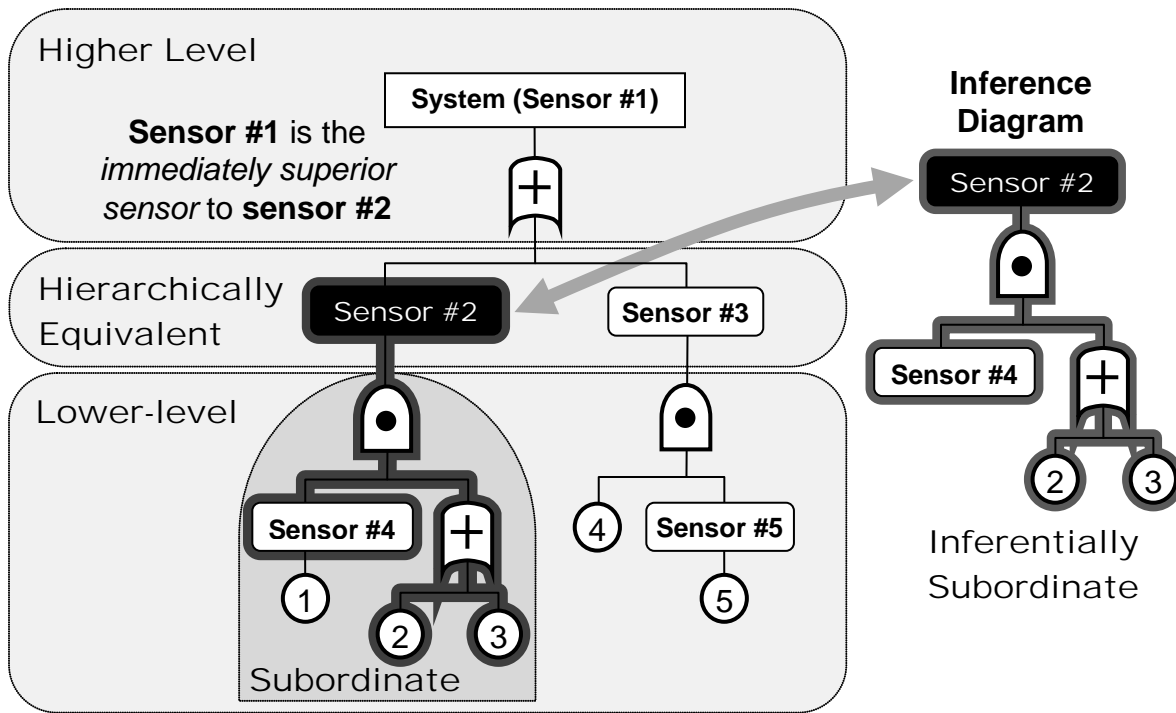 Higher Level
System (Sensor #1)
Sensor #1 is the
immediately superior
sensor to sensor #2
Inference
Diagram
Sensor #2
Hierarchically
Equivalent
Sensor #2
Sensor #3
Sensor #4
2
3
Inferentially
Subordinate
Lower-level
Sensor #4
1
2
3
4
Sensor #5
5
Subordinate